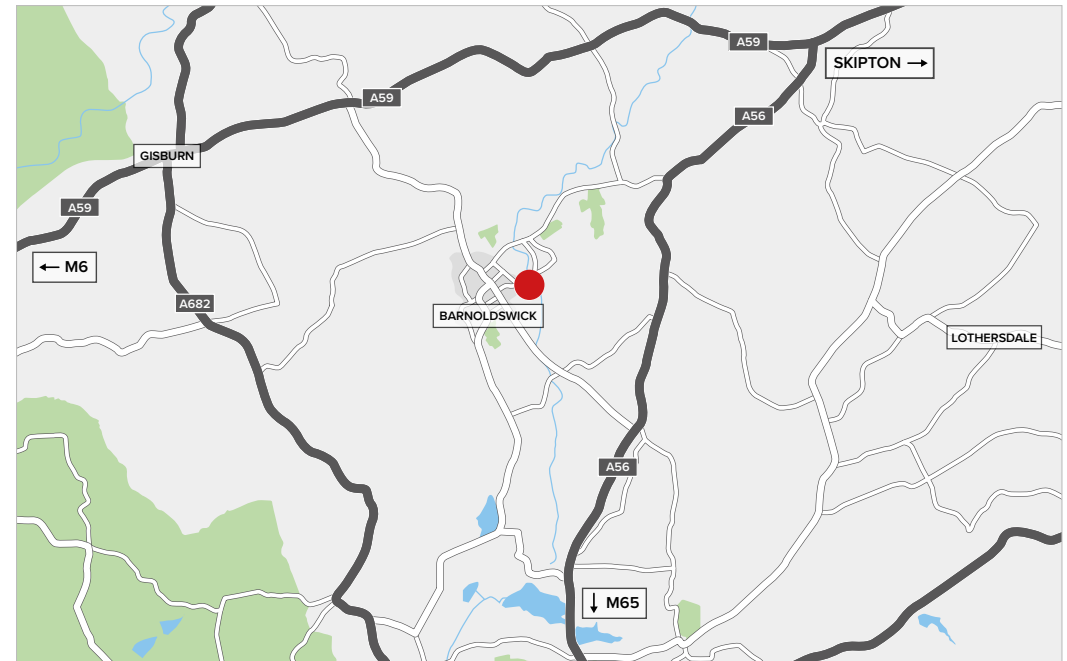 A59
SKIPTON →
A59
A56
GISBURN
A59
← M6
A682
BARNOLDSWICK
LOTHERSDALE
A56
↓ M65